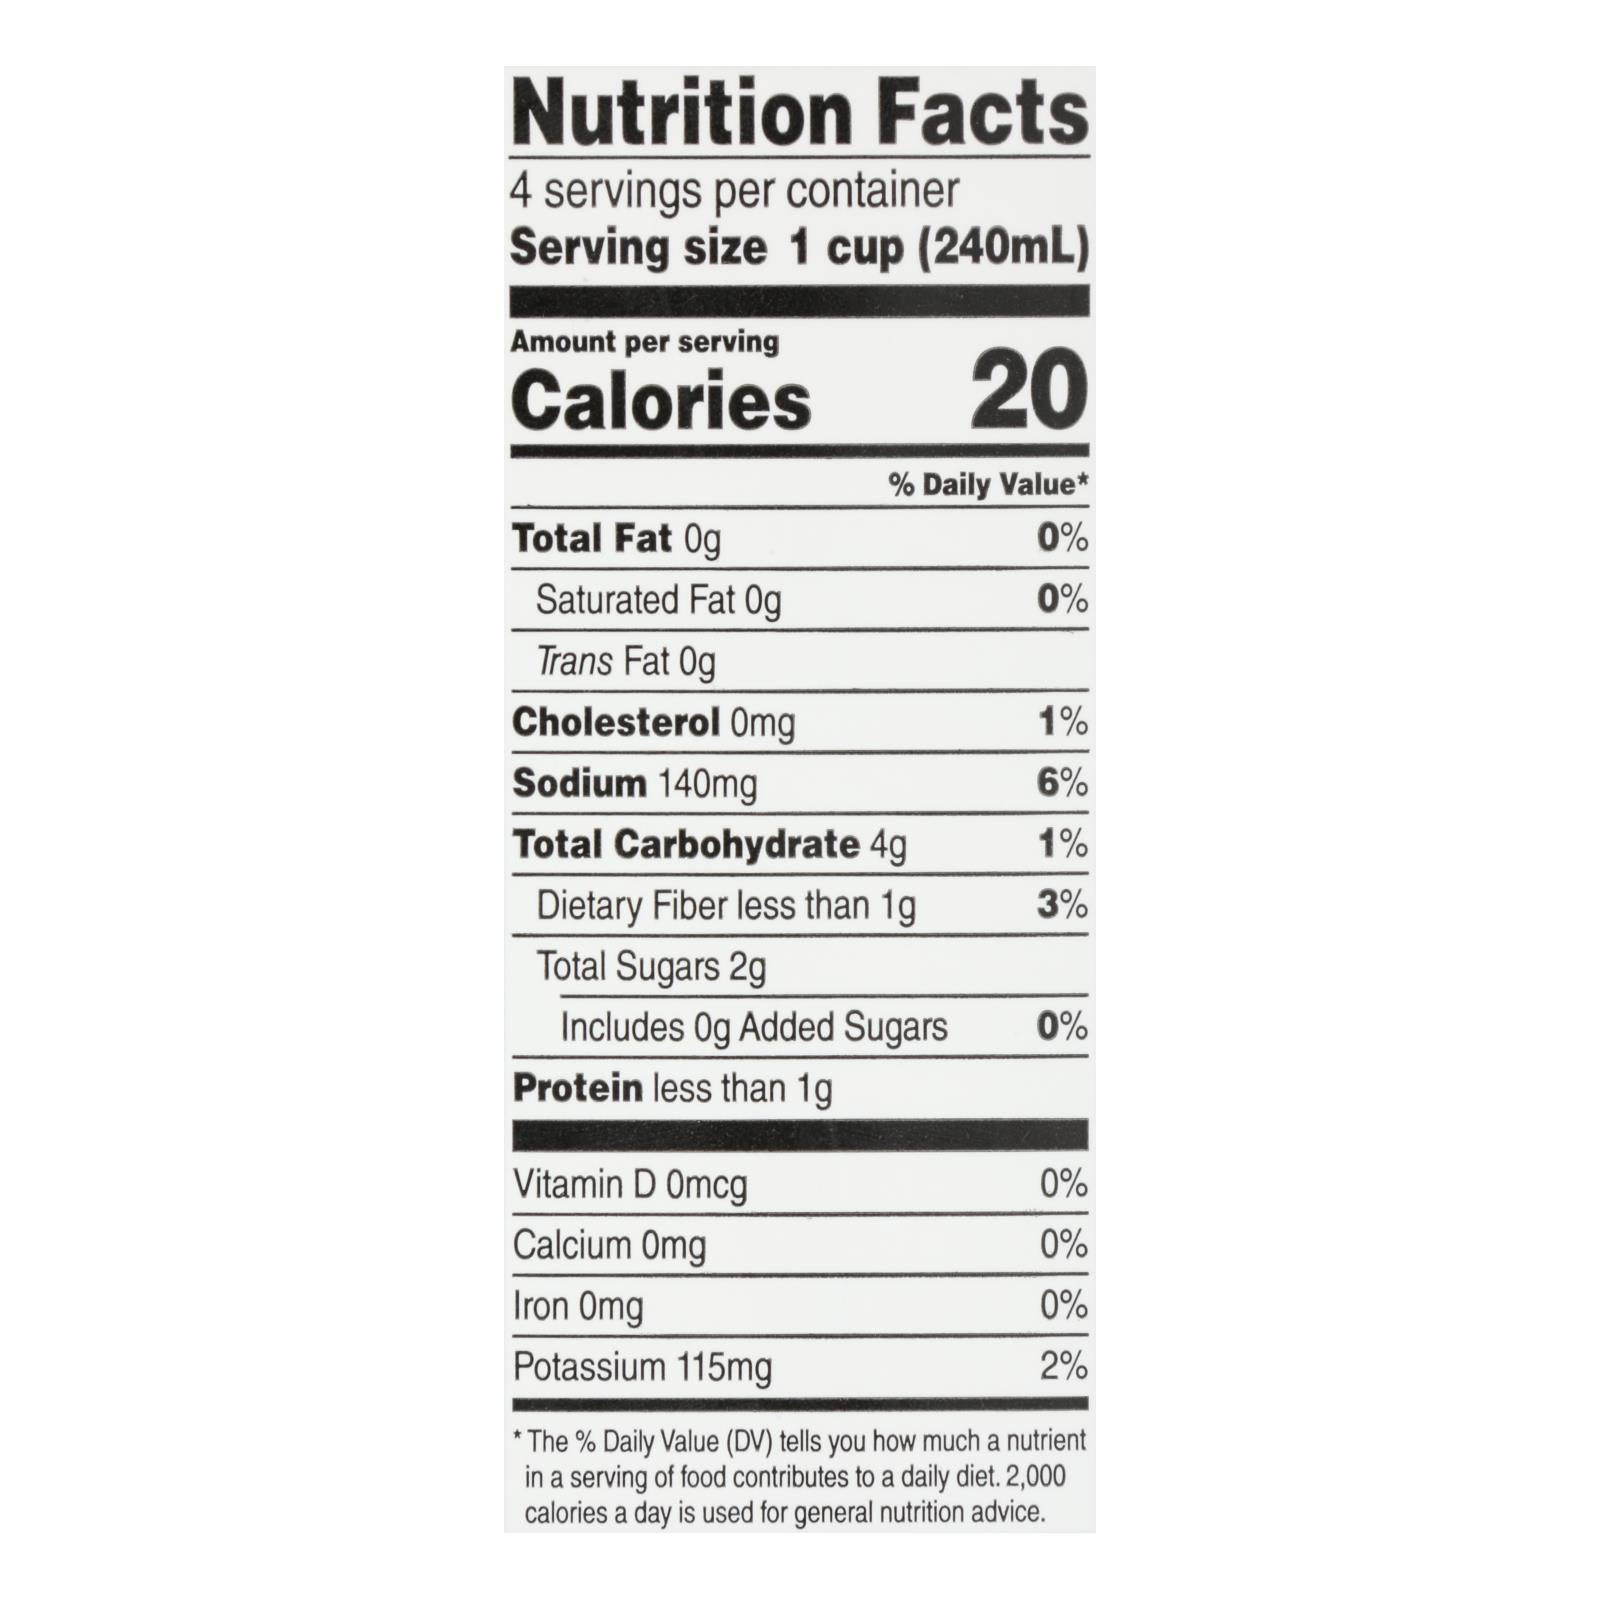 Nutrition Facts
4 servings per container
Serving size 1 cup (240mL)
Amount per serving
Calories 20
% Daily Value*
Total Fat 0g 0%
Saturated Fat 0g 0%
Trans Fat 0g
Cholesterol 0mg 1%
Sodium 140mg 6%
Total Carbohydrate 4g 1%
Dietary Fiber less than 1g 3%
Total Sugars 2g
Includes 0g Added Sugars 0%
Protein less than 1g
Vitamin D 0mcg 0%
Calcium 0mg 0%
Iron 0mg 0%
Potassium 115mg 2%
* The % Daily Value (DV) tells you how much a nutrient
in a serving of food contributes to a daily diet. 2,000
calories a day is used for general nutrition advice.